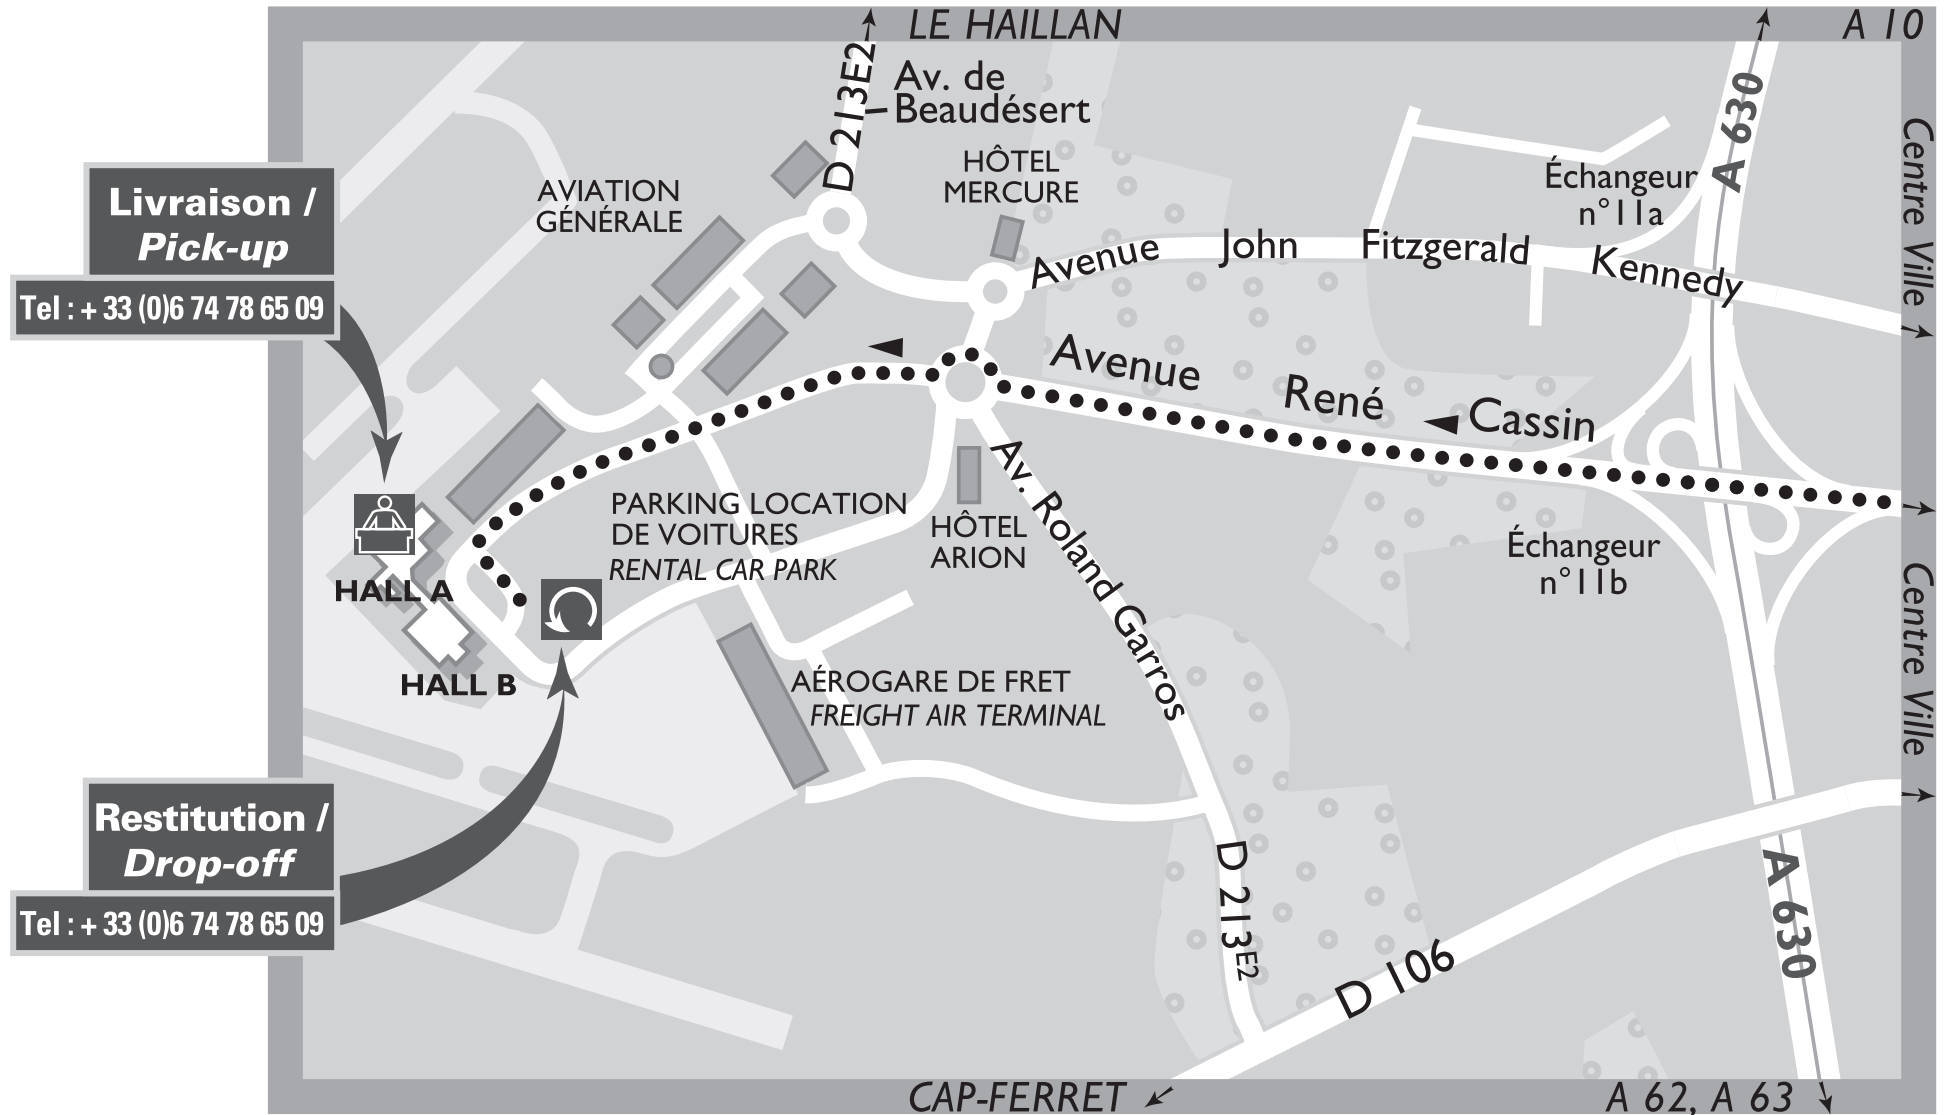 LE HAILLAN
A 10
D 213E2
Av. de
Beaudésert
A 630
Centre Ville
HÔTEL
MERCURE
AVIATION
GÉNÉRALE
Échangeur
n°11a
Livraison /
Pick-up
Tel : + 33 (0)6 74 78 65 09
Avenue John Fitzgerald Kennedy
Avenue René Cassin
PARKING LOCATION
DE VOITURES
RENTAL CAR PARK
HÔTEL
ARION
Av. Roland Garros
Échangeur
n°11b
Centre Ville
HALL A
HALL B
AÉROGARE DE FRET
FREIGHT AIR TERMINAL
Restitution /
Drop-off
Tel : + 33 (0)6 74 78 65 09
D 213E2
A 630
D 106
CAP-FERRET
A 62, A 63